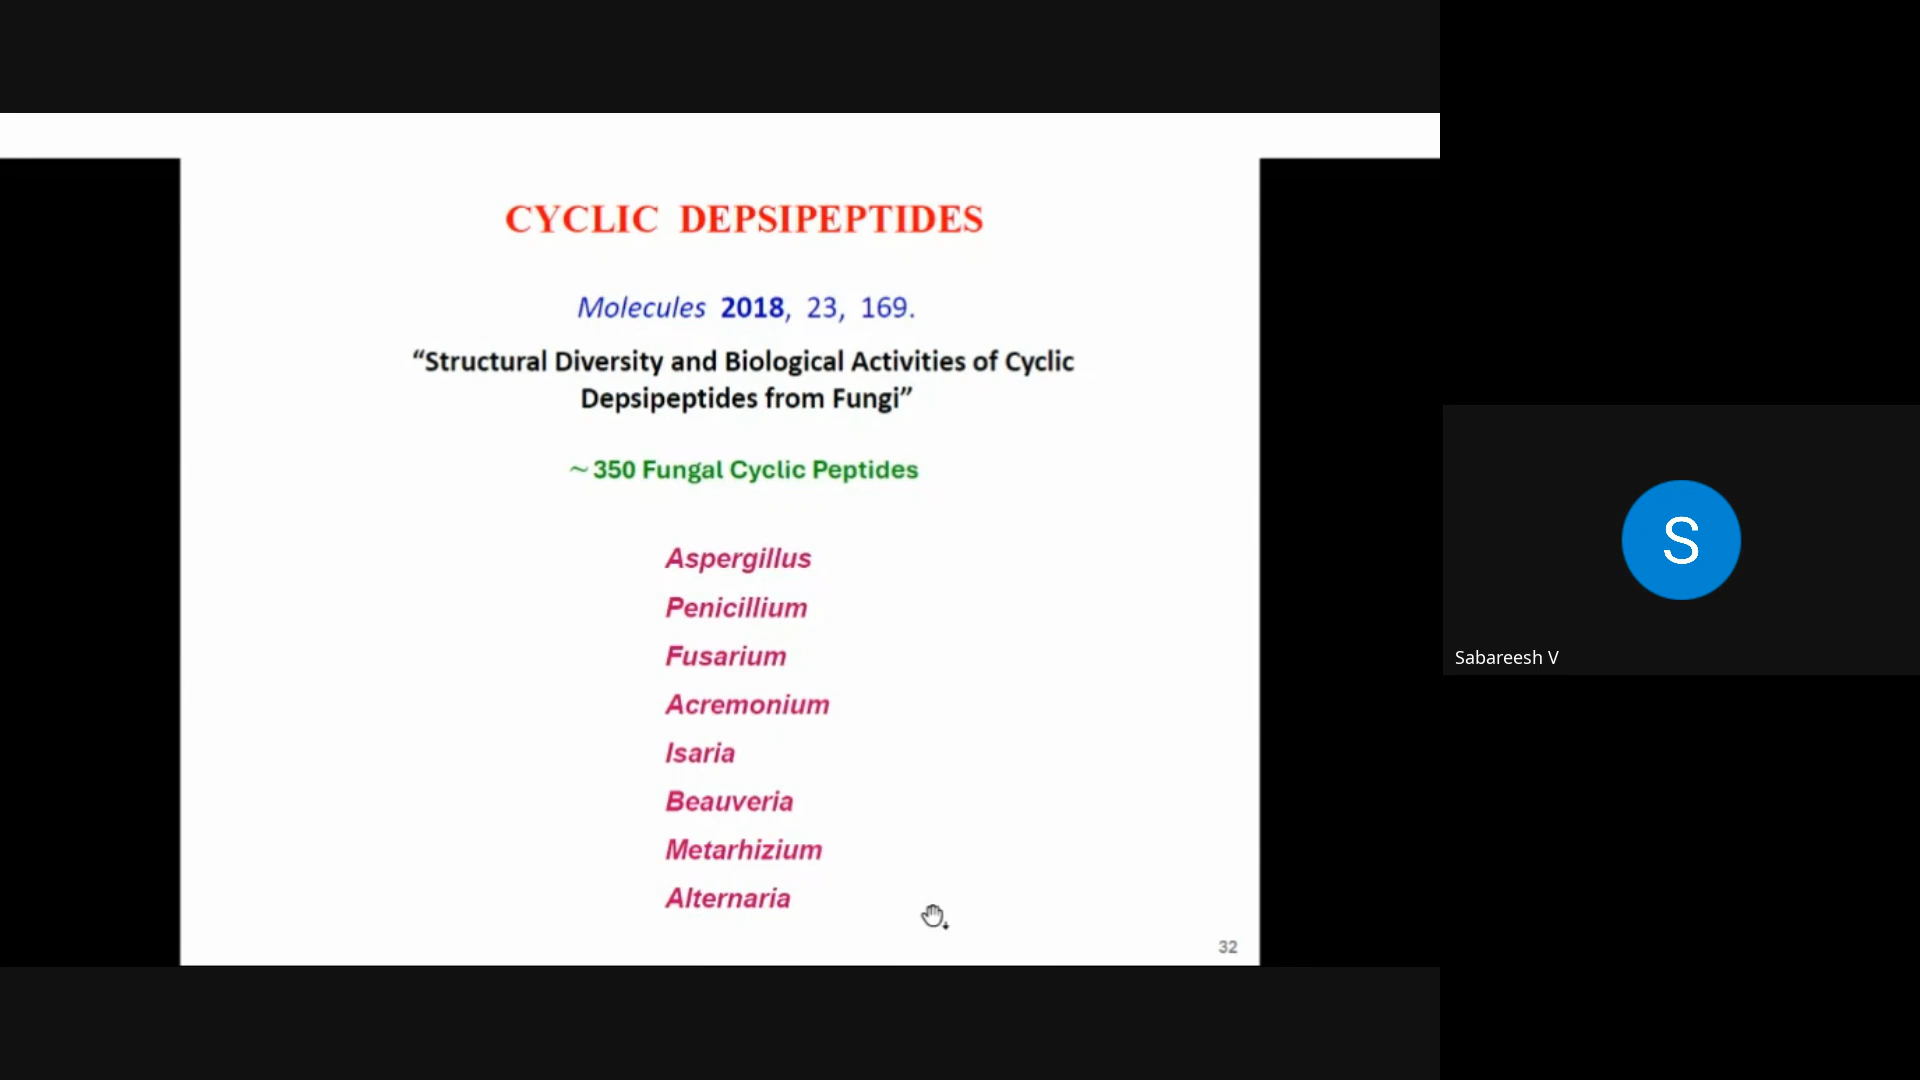 CYCLIC DEPSIPEPTIDES
Molecules 2018, 23, 169.
“Structural Diversity and Biological Activities of Cyclic
Depsipeptides from Fungi”
~ 350 Fungal Cyclic Peptides
Aspergillus
Penicillium
Fusarium
Acremonium
Isaria
Beauveria
Metarhizium
Alternaria
32
S
Sabareesh V